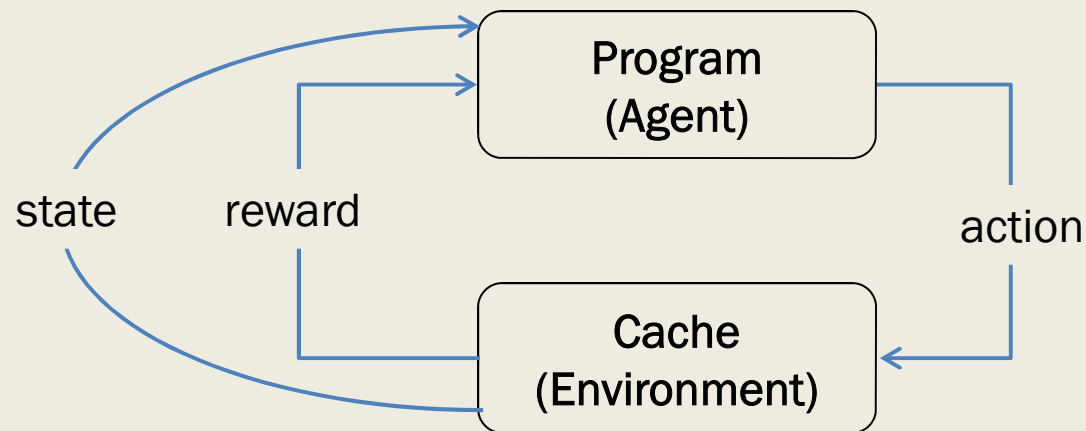 Program
(Agent)
state
reward
action
Cache
(Environment)